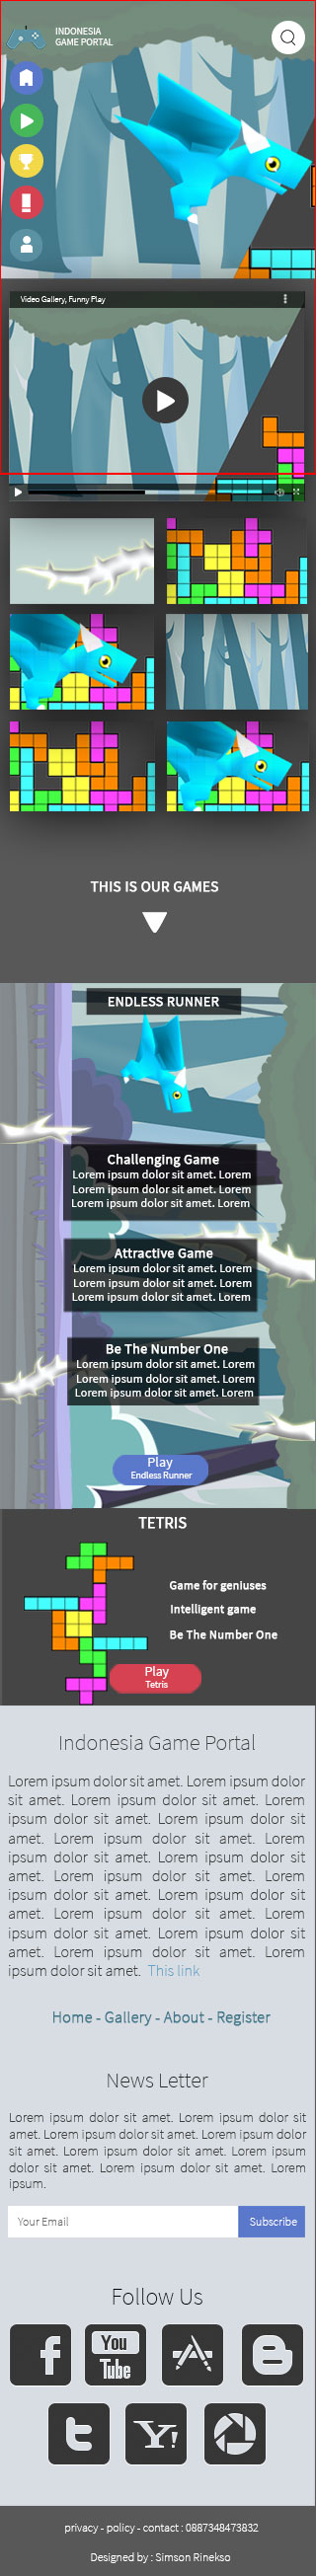 INDONESIA
GAME PORTAL
Video Gallery, Funny Play
THIS IS OUR GAMES
ENDLESS RUNNER
Challenging Game
Lorem ipsum dolor sit amet. Lorem
Lorem ipsum dolor sit amet. Lorem
Lorem ipsum dolor sit amet. Lorem
Attractive Game
Lorem ipsum dolor sit amet. Lorem
Lorem ipsum dolor sit amet. Lorem
Lorem ipsum dolor sit amet. Lorem
Be The Number One
Lorem ipsum dolor sit amet. Lorem
Lorem ipsum dolor sit amet. Lorem
Lorem ipsum dolor sit amet. Lorem
Play
Endless Runner
TETRIS
Game for geniuses
Intelligent game
Be The Number One
Play
Tetris
Indonesia Game Portal
Lorem ipsum dolor sit amet. Lorem ipsum dolor
sit amet. Lorem ipsum dolor sit amet. Lorem
ipsum dolor sit amet. Lorem ipsum dolor sit
amet. Lorem ipsum dolor sit amet. Lorem
ipsum dolor sit amet. Lorem ipsum dolor sit
amet. Lorem ipsum dolor sit amet. Lorem
ipsum dolor sit amet. Lorem ipsum dolor sit
amet. Lorem ipsum dolor sit amet. Lorem
ipsum dolor sit amet. Lorem ipsum dolor sit
amet. Lorem ipsum dolor sit amet. Lorem
ipsum dolor sit amet. This link
Home - Gallery - About - Register
News Letter
Lorem ipsum dolor sit amet. Lorem ipsum dolor
sit amet. Lorem ipsum dolor sit amet. Lorem ipsum dolor
sit amet. Lorem ipsum dolor sit amet. Lorem ipsum
dolor sit amet. Lorem ipsum dolor sit amet. Lorem
ipsum.
Your Email
Subscribe
Follow Us
f
You
Tube
B
t
Y!
privacy - policy - contact : 0887348473832
Designed by : Simson Rinekso